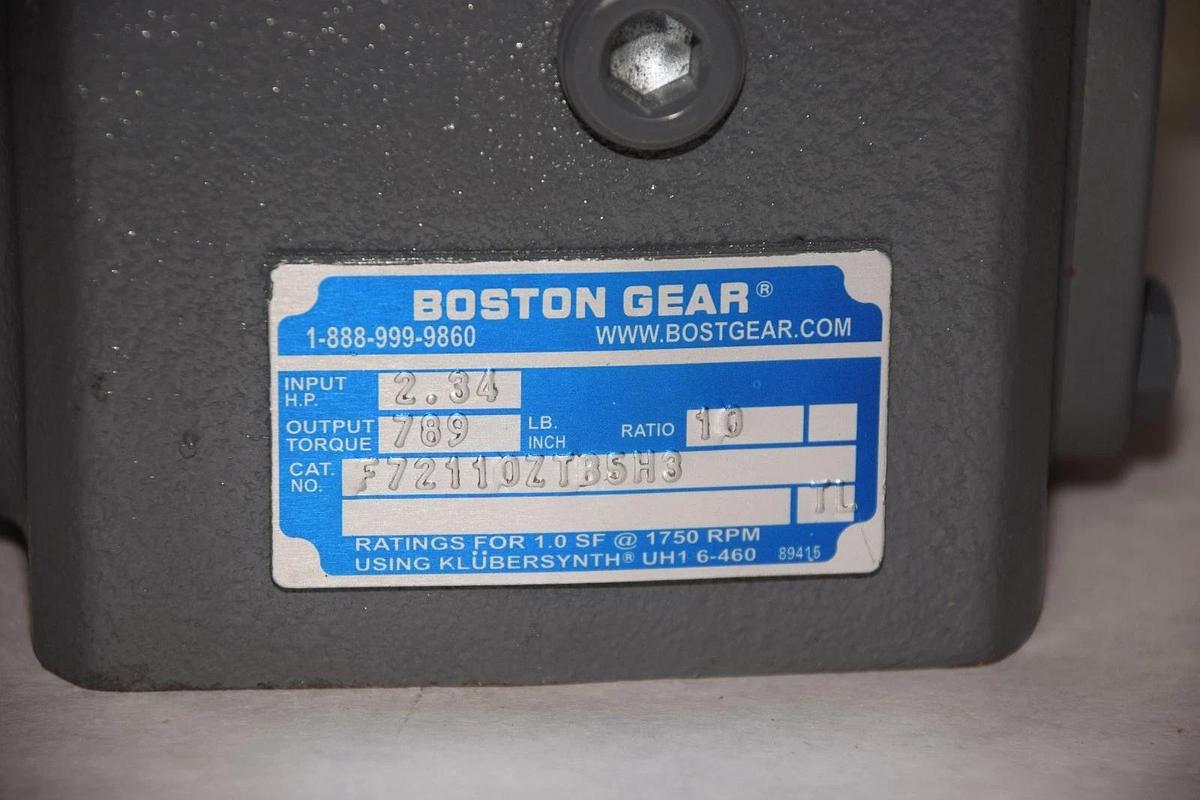 BOSTON GEAR®
1-888-999-9860 WWW.BOSTGEAR.COM
INPUT H.P. 2.34
OUTPUT TORQUE 789 LB. INCH RATIO 10
CAT. NO. F72110ZTB5H3
TL
RATINGS FOR 1.0 SF @ 1750 RPM
USING KLÜBERSYNTH® UH1 6-460 89415